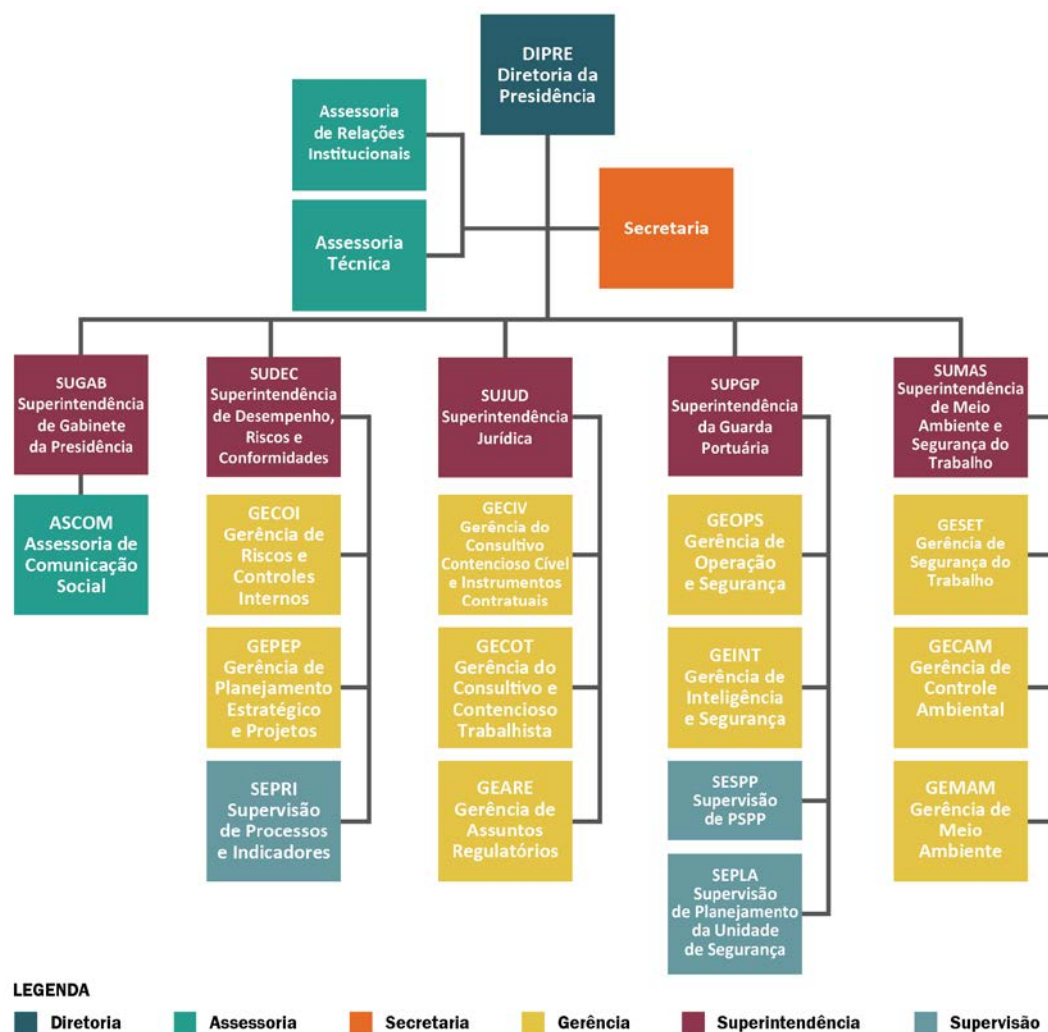 DIPRE
Diretoria da
Presidência
Assessoria
de Relações
Institucionais
Assessoria
Técnica
Secretaria
SUGAB
Superintendência
de Gabinete
da Presidência
ASCOM
Assessoria de
Comunicação
Social
SUDEC
Superintendência
de Desempenho,
Riscos e
Conformidades
GECOI
Gerência de
Riscos e
Controles
Internos
GEPEP
Gerência de
Planejamento
Estratégico
e Projetos
SEPRI
Supervisão
de Processos
e Indicadores
SUJUD
Superintendência
Jurídica
GECIV
Gerência do
Consultivo
Contencioso Cível
e Instrumentos
Contratuais
GECOT
Gerência do
Consultivo e
Contencioso
Trabalhista
GEARE
Gerência de
Assuntos
Regulatórios
SUPGP
Superintendência
da Guarda
Portuária
GEOPS
Gerência de
Operação
e Segurança
GEINT
Gerência de
Inteligência
e Segurança
SESPP
Supervisão
de PSPP
SEPLA
Supervisão
de Planejamento
da Unidade
de Segurança
SUMAS
Superintendência
de Meio
Ambiente e
Segurança do
Trabalho
GESET
Gerência de
Segurança do
Trabalho
GECAM
Gerência de
Controle
Ambiental
GEMAM
Gerência de
Meio
Ambiente
LEGENDA
Diretoria
Assessoria
Secretaria
Gerência
Superintendência
Supervisão